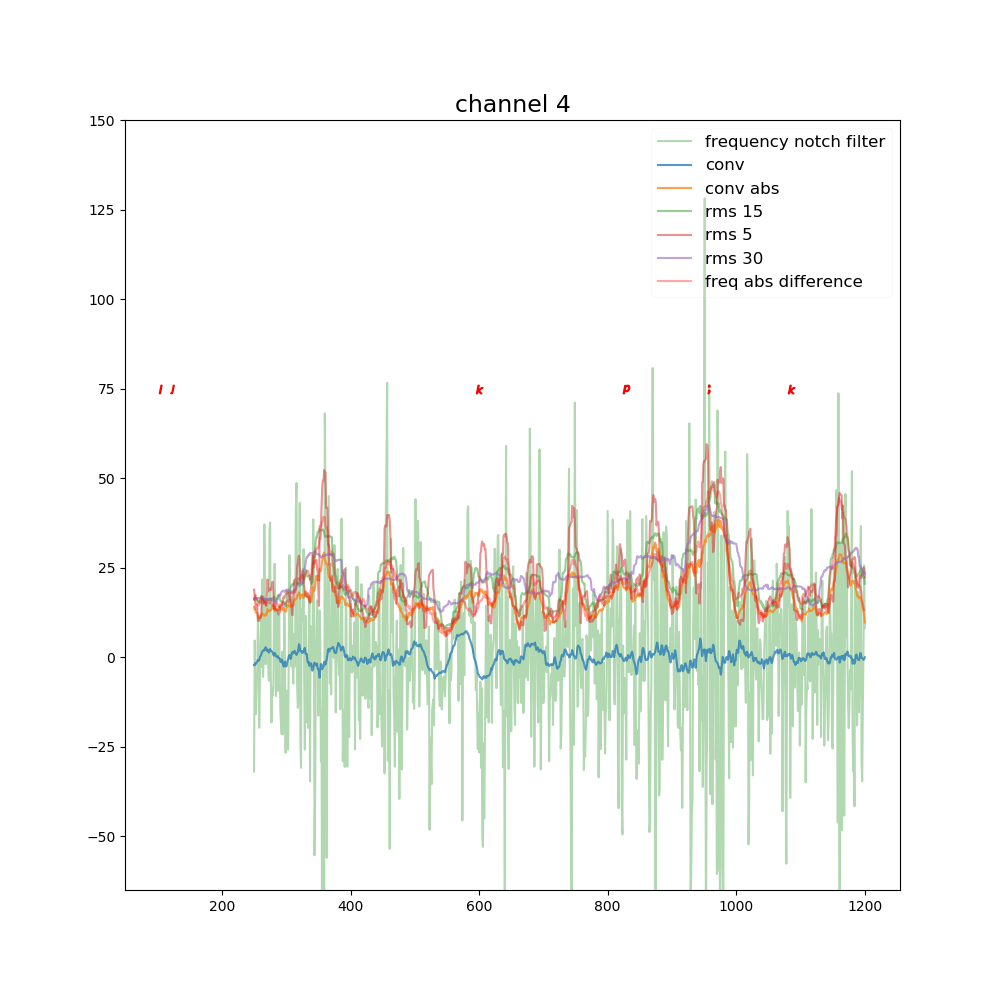 channel 4
150
125
100
75
50
25
0
−25
−50
frequency notch filter
conv
conv abs
rms 15
rms 5
rms 30
freq abs difference
l j k p ; k
200 400 600 800 1000 1200